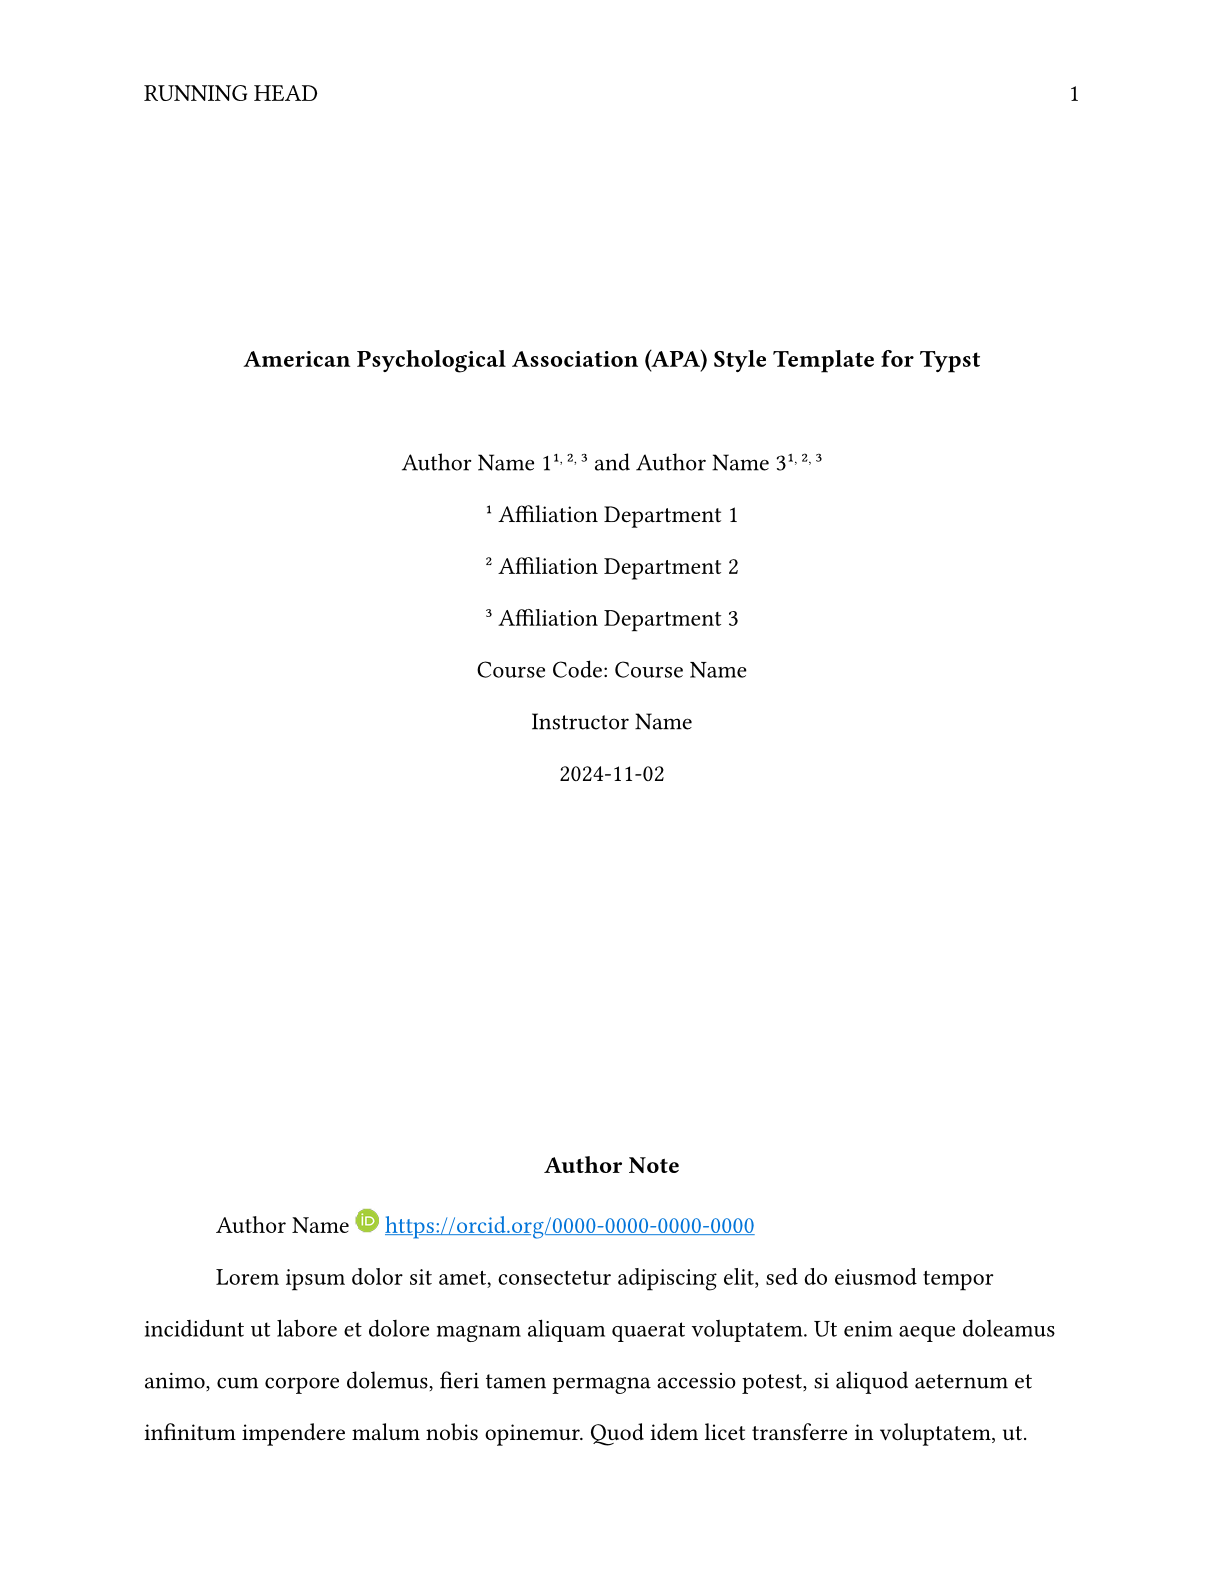 RUNNING HEAD 1
American Psychological Association (APA) Style Template for Typst
Author Name 1¹, ², ³ and Author Name 3¹, ², ³
¹ Affiliation Department 1
² Affiliation Department 2
³ Affiliation Department 3
Course Code: Course Name
Instructor Name
2024-11-02
Author Note
Author Name iD https://orcid.org/0000-0000-0000-0000
Lorem ipsum dolor sit amet, consectetur adipiscing elit, sed do eiusmod tempor
incididunt ut labore et dolore magnam aliquam quaerat voluptatem. Ut enim aeque doleamus
animo, cum corpore dolemus, fieri tamen permagna accessio potest, si aliquod aeternum et
infinitum impendere malum nobis opinemur. Quod idem licet transferre in voluptatem, ut.